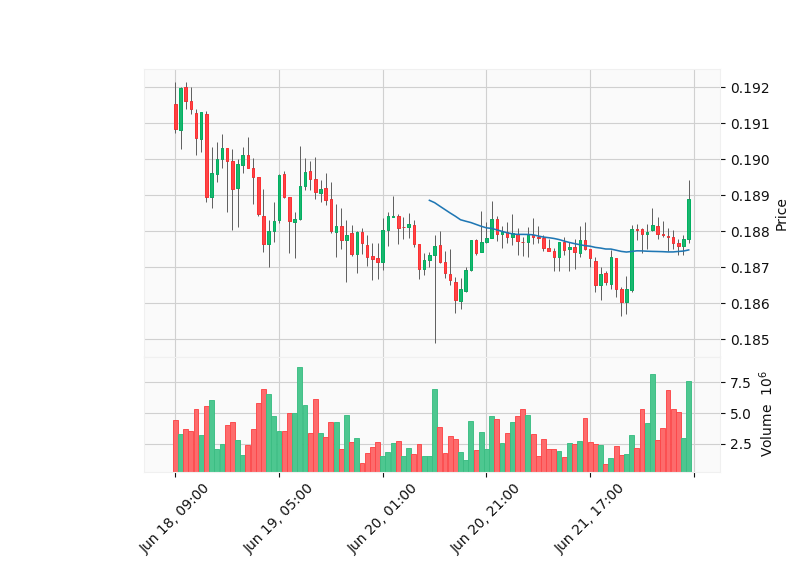 0.192
0.191
0.190
0.189
0.188
0.187
0.186
0.185
Price
7.5
5.0
2.5
Volume 10⁶
Jun 18, 09:00
Jun 19, 05:00
Jun 20, 01:00
Jun 20, 21:00
Jun 21, 17:00